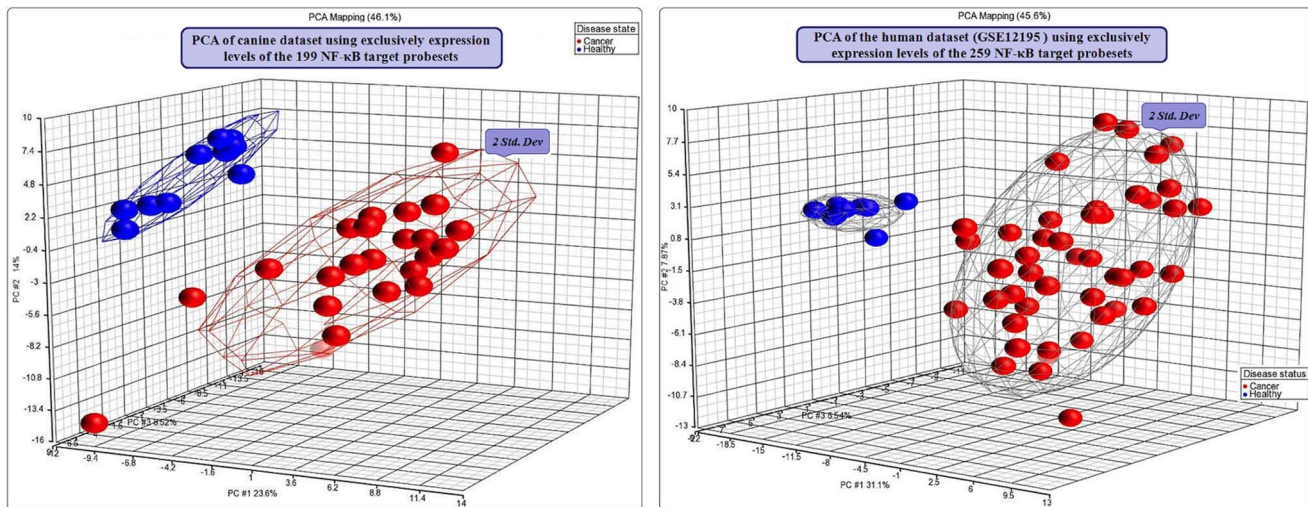 PCA Mapping (46.1%)
PCA of canine dataset using exclusively expression
levels of the 199 NF-κB target probesets
Disease state
Cancer
Healthy
2 Std. Dev
10
7.4
4.8
2.2
-0.4
-3
-5.6
-8.2
-10.8
-13.4
-16
PC #2 14%
PC #3 8.52%
-12
-9.4
-6.8
-4.2
-1.6
1
3.6
6.2
8.8
11.4
14
PC #1 23.6%
PCA Mapping (45.6%)
PCA of the human dataset (GSE12195 ) using exclusively
expression levels of the 259 NF-κB target probesets
2 Std. Dev
10
7.7
5.4
3.1
0.8
-1.5
-3.8
-6.1
-8.4
-10.7
-13
PC #2 7.87%
PC #3 6.54%
-22
-18.5
-15
-11.5
-8
-4.5
-1
2.5
6
9.5
13
PC #1 31.1%
Disease status
Cancer
Healthy